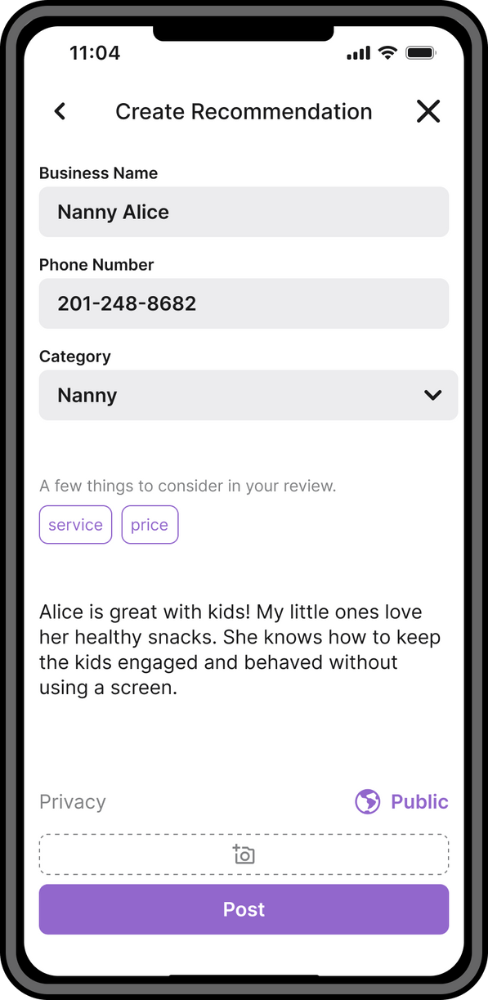 11:04
Create Recommendation
Business Name
Nanny Alice
Phone Number
201-248-8682
Category
Nanny
A few things to consider in your review.
service price
Alice is great with kids! My little ones love
her healthy snacks. She knows how to keep
the kids engaged and behaved without
using a screen.
Privacy Public
Post